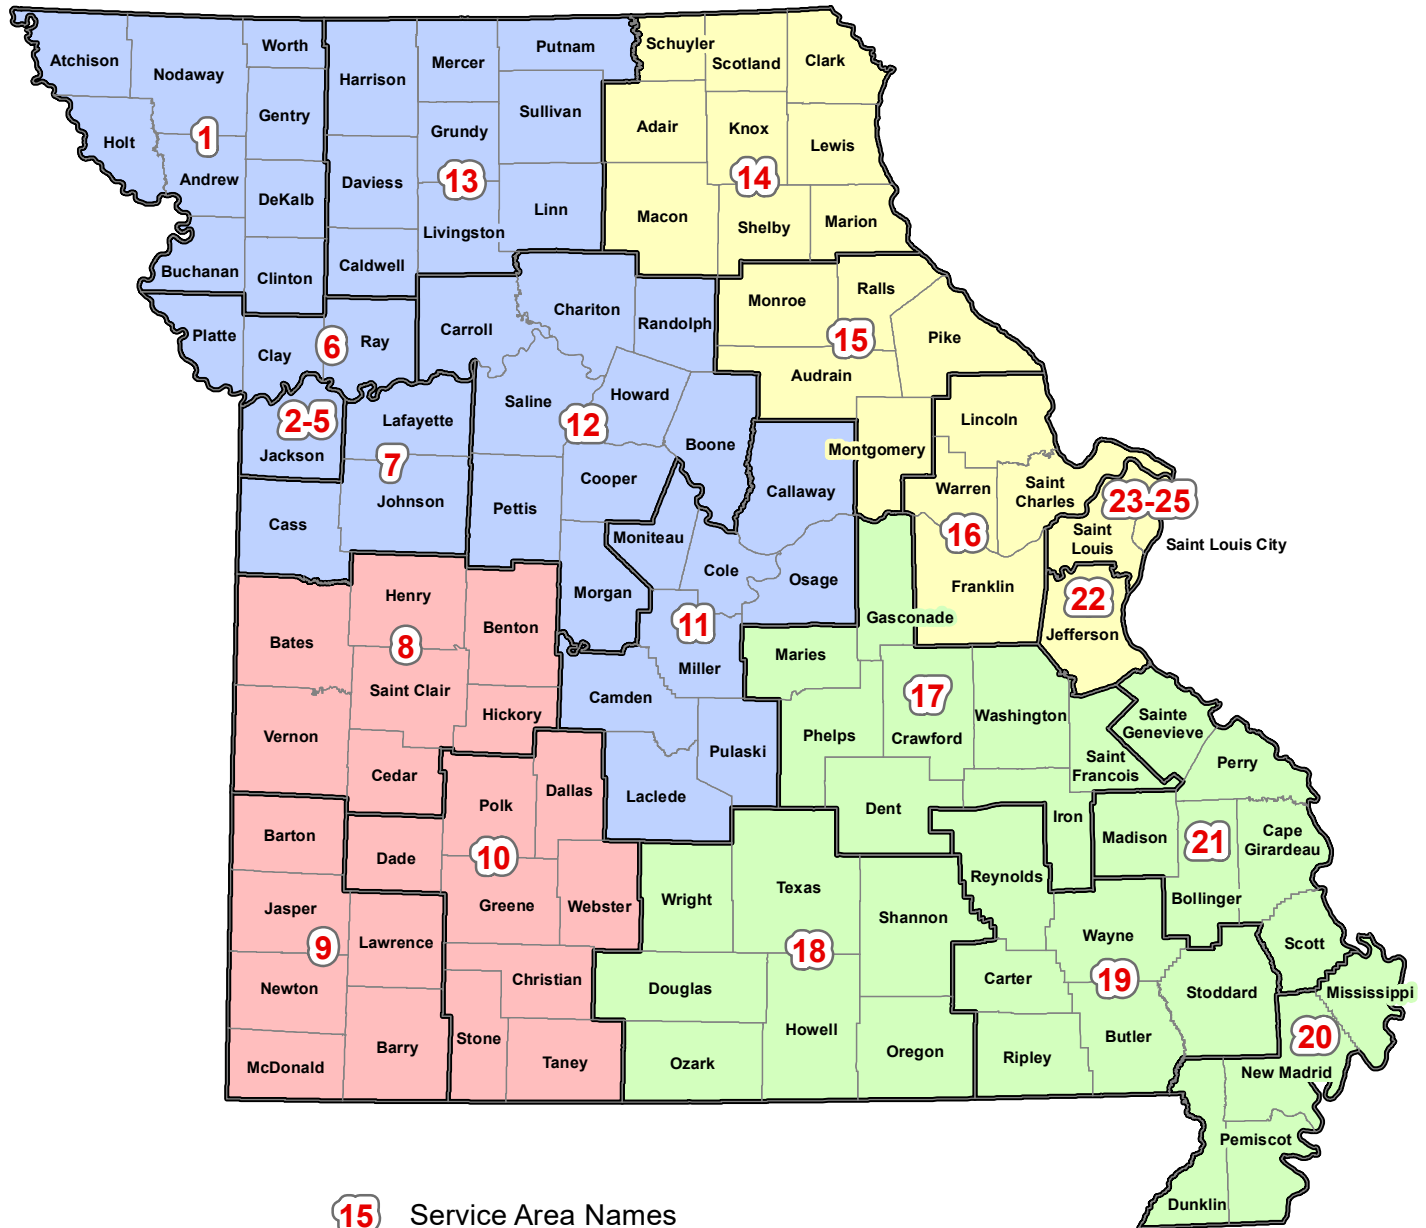 Atchison
Nodaway
Worth
Harrison
Mercer
Putnam
Schuyler
Scotland
Clark
Holt
1
Gentry
Grundy
Sullivan
Adair
Knox
Lewis
Andrew
DeKalb
Daviess
13
Linn
14
Macon
Shelby
Marion
Buchanan
Clinton
Caldwell
Livingston
Platte
Clay
6
Ray
Carroll
Chariton
Randolph
Monroe
Ralls
15
Pike
Audrain
2-5
Jackson
Lafayette
7
Johnson
Saline
12
Howard
Boone
Cooper
Pettis
Callaway
Montgomery
Lincoln
Warren
Saint
Charles
23-25
16
Saint
Louis
Saint Louis City
Cass
Moniteau
Cole
Osage
Morgan
11
Miller
Franklin
22
Jefferson
Gasconade
Bates
Henry
8
Benton
Saint Clair
Hickory
Vernon
Cedar
Camden
Pulaski
Laclede
Maries
Phelps
17
Crawford
Washington
Saint
Francois
Sainte
Genevieve
Perry
Dent
Iron
Madison
21
Cape
Girardeau
Bollinger
Barton
Dade
Polk
Dallas
10
Greene
Webster
Jasper
9
Lawrence
Newton
Christian
McDonald
Barry
Stone
Taney
Wright
Texas
Shannon
Reynolds
18
Douglas
Howell
Ozark
Oregon
Carter
Wayne
19
Butler
Ripley
Stoddard
Scott
Mississippi
20
New Madrid
Pemiscot
Dunklin
15 Service Area Names